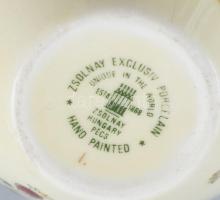 ★ ZSOLNAY EXCLUSIV PORCELAIN ★
UNIQUE IN THE WORLD
ESTD 1868
ZSOLNAY
HUNGARY
PECS
HAND PAINTED